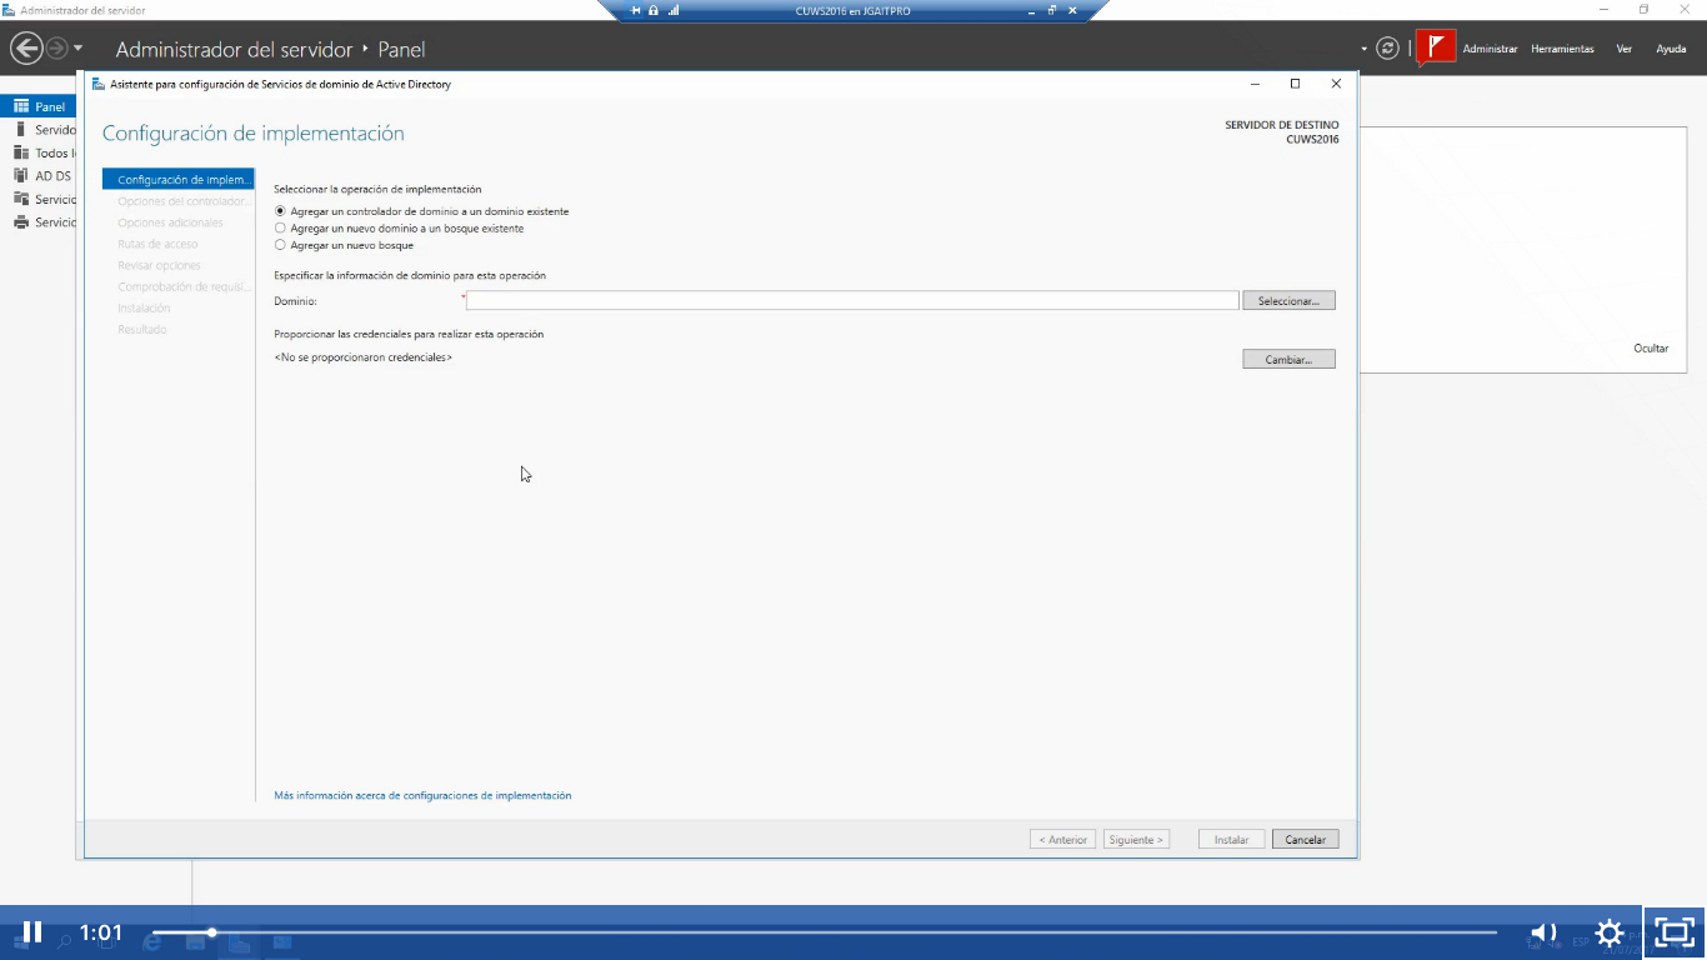 Administrador del servidor
CUWS2016 en JGAITPRO
Administrador del servidor ‣ Panel
Administrar Herramientas Ver Ayuda
Asistente para configuración de Servicios de dominio de Active Directory
Panel
Servido
Todos l
AD DS
Servicio
Servicio
Configuración de implementación
SERVIDOR DE DESTINO
CUWS2016
Configuración de implem...
Opciones del controlador...
Opciones adicionales
Rutas de acceso
Revisar opciones
Comprobación de requisi...
Instalación
Resultado
Seleccionar la operación de implementación
Agregar un controlador de dominio a un dominio existente
Agregar un nuevo dominio a un bosque existente
Agregar un nuevo bosque
Especificar la información de dominio para esta operación
Dominio: * Seleccionar...
Proporcionar las credenciales para realizar esta operación
<No se proporcionaron credenciales> Cambiar...
Ocultar
Más información acerca de configuraciones de implementación
< Anterior Siguiente > Instalar Cancelar
1:01
ESP